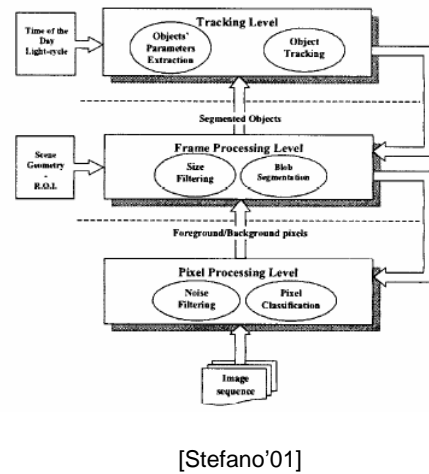 Time of the
Day
Light-cycle
Tracking Level
Objects'
Parameters
Extraction
Object
Tracking
Segmented Objects
Scene
Geometry
-
R.O.I.
Frame Processing Level
Size
Filtering
Blob
Segmentation
Foreground/Background pixels
Pixel Processing Level
Noise
Filtering
Pixel
Classification
Image
sequence
[Stefano'01]